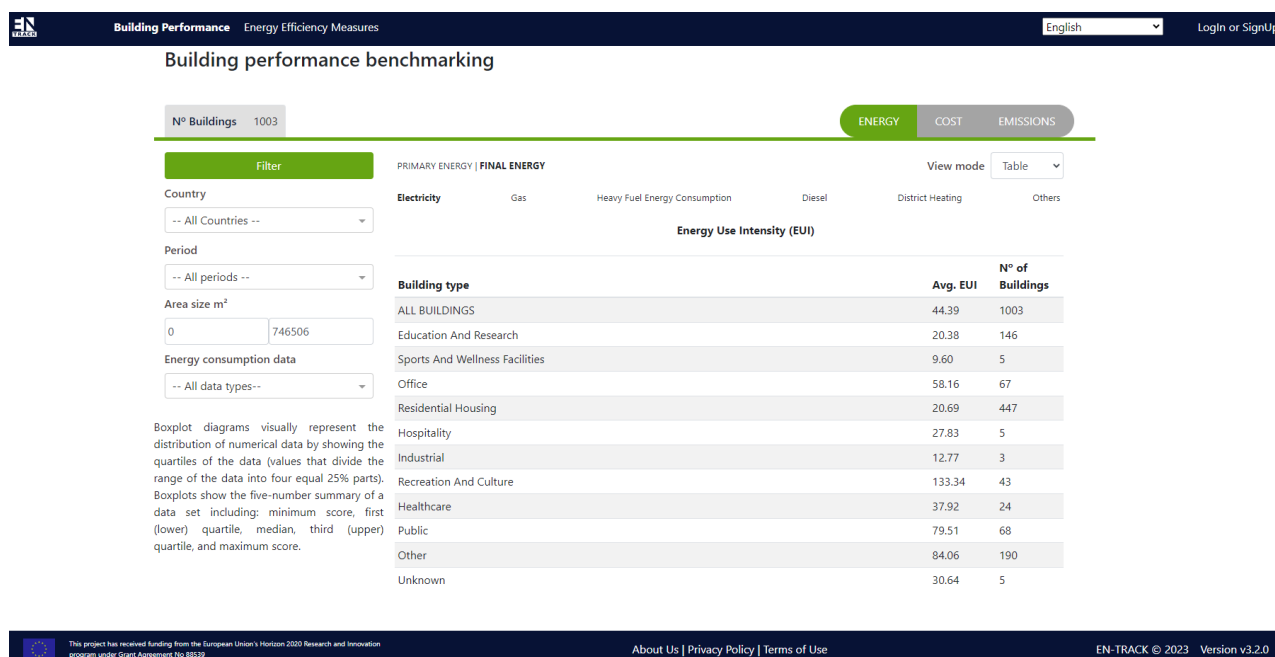 EN
TRACK
Building Performance Energy Efficiency Measures English LogIn or SignUp
Building performance benchmarking
Nº Buildings 1003
ENERGY COST EMISSIONS
Filter
PRIMARY ENERGY | FINAL ENERGY
View mode Table
Country
-- All Countries --
Period
-- All periods --
Area size m²
0 746506
Energy consumption data
-- All data types--
Boxplot diagrams visually represent the
distribution of numerical data by showing the
quartiles of the data (values that divide the
range of the data into four equal 25% parts).
Boxplots show the five-number summary of a
data set including: minimum score, first
(lower) quartile, median, third (upper)
quartile, and maximum score.
Electricity Gas Heavy Fuel Energy Consumption Diesel District Heating Others
Energy Use Intensity (EUI)
Building type Avg. EUI Nº of Buildings
ALL BUILDINGS 44.39 1003
Education And Research 20.38 146
Sports And Wellness Facilities 9.60 5
Office 58.16 67
Residential Housing 20.69 447
Hospitality 27.83 5
Industrial 12.77 3
Recreation And Culture 133.34 43
Healthcare 37.92 24
Public 79.51 68
Other 84.06 190
Unknown 30.64 5
This project has received funding from the European Union's Horizon 2020 Research and Innovation
program under Grant Agreement No 88539
About Us | Privacy Policy | Terms of Use
EN-TRACK © 2023 Version v3.2.0